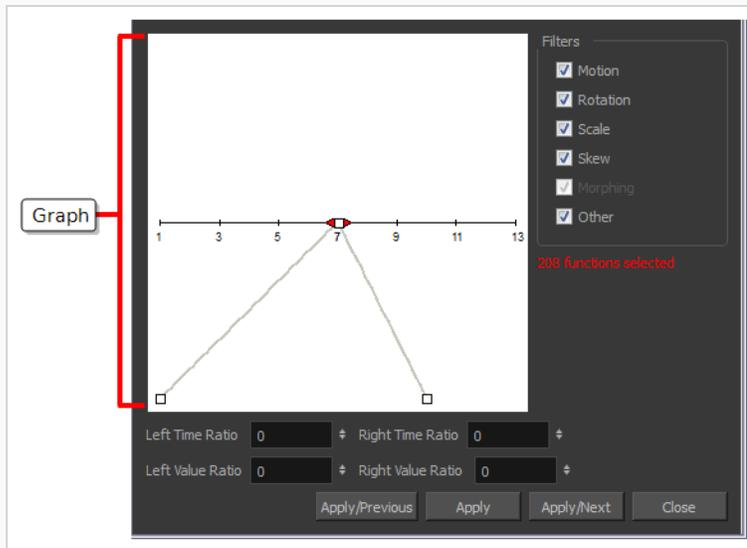 Graph
1 3 5 7 9 11 13
Filters
Motion
Rotation
Scale
Skew
Morphing
Other
208 functions selected
Left Time Ratio 0 Right Time Ratio 0
Left Value Ratio 0 Right Value Ratio 0
Apply/Previous Apply Apply/Next Close